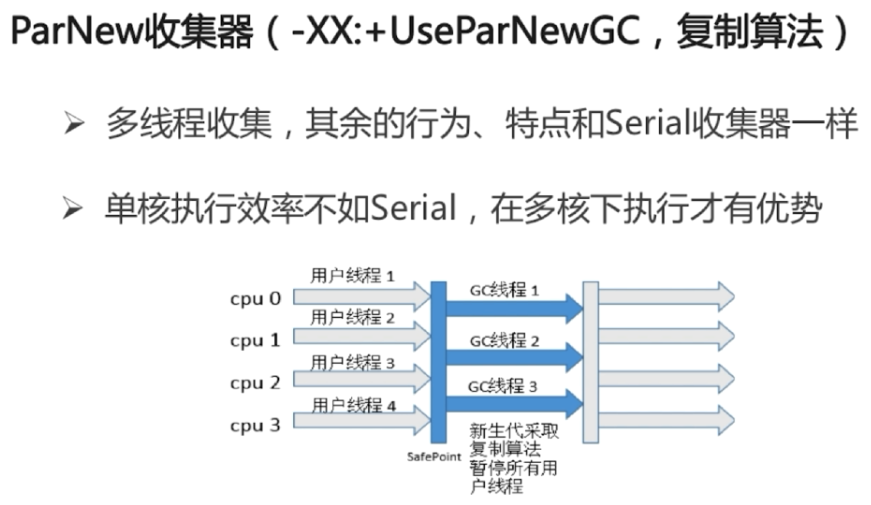 ParNew收集器（-XX:+UseParNewGC，复制算法）
➢ 多线程收集，其余的行为、特点和Serial收集器一样
➢ 单核执行效率不如Serial，在多核下执行才有优势
用户线程 1
GC线程 1
cpu 0
用户线程 2
cpu 1
GC线程 2
用户线程 3
cpu 2
GC线程 3
用户线程 4
cpu 3
SafePoint
新生代采取
复制算法
暂停所有用
户线程